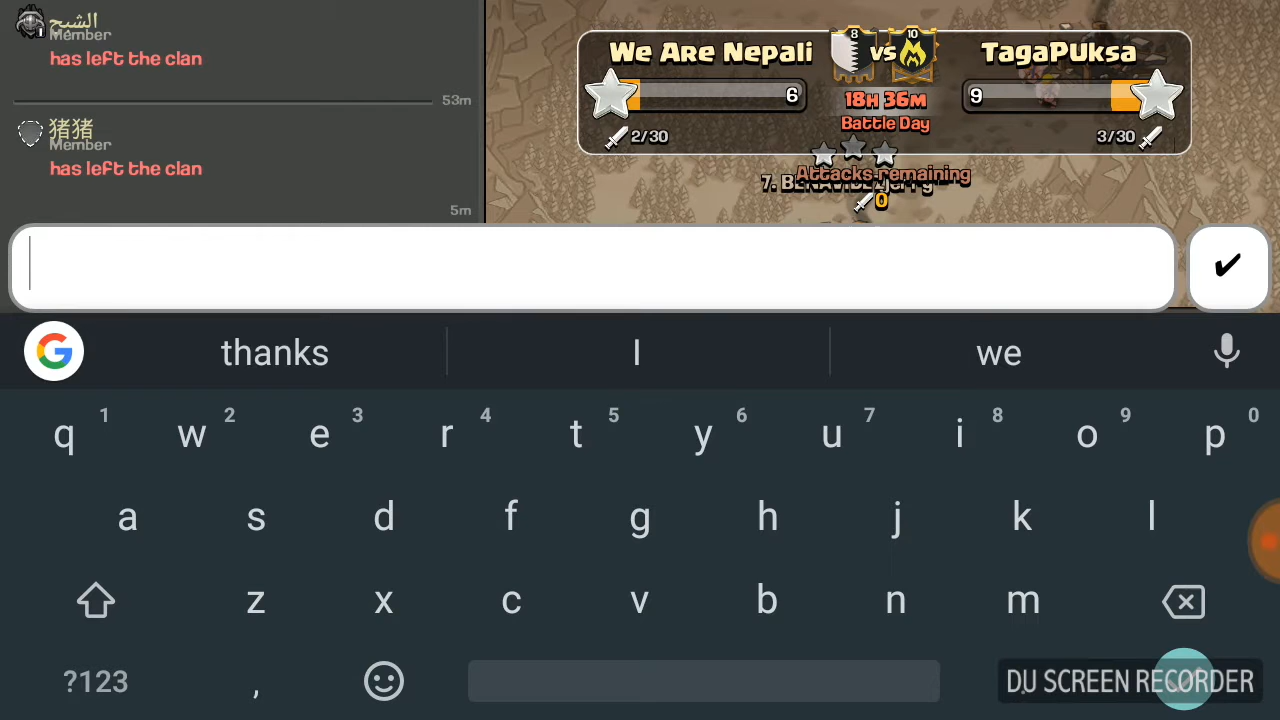 الشبح
Member
has left the clan
53m
猪猪
Member
has left the clan
5m
We Are Nepali
8
vs
10
TagaPUksa
6
18H 36M
9
Battle Day
2/30
3/30
Attacks remaining
7.
0
thanks
I
we
q 1 w 2 e 3 r 4 t 5 y 6 u 7 i 8 o 9 p 0
a s d f g h j k l
z x c v b n m
?123 , DU SCREEN RECORDER